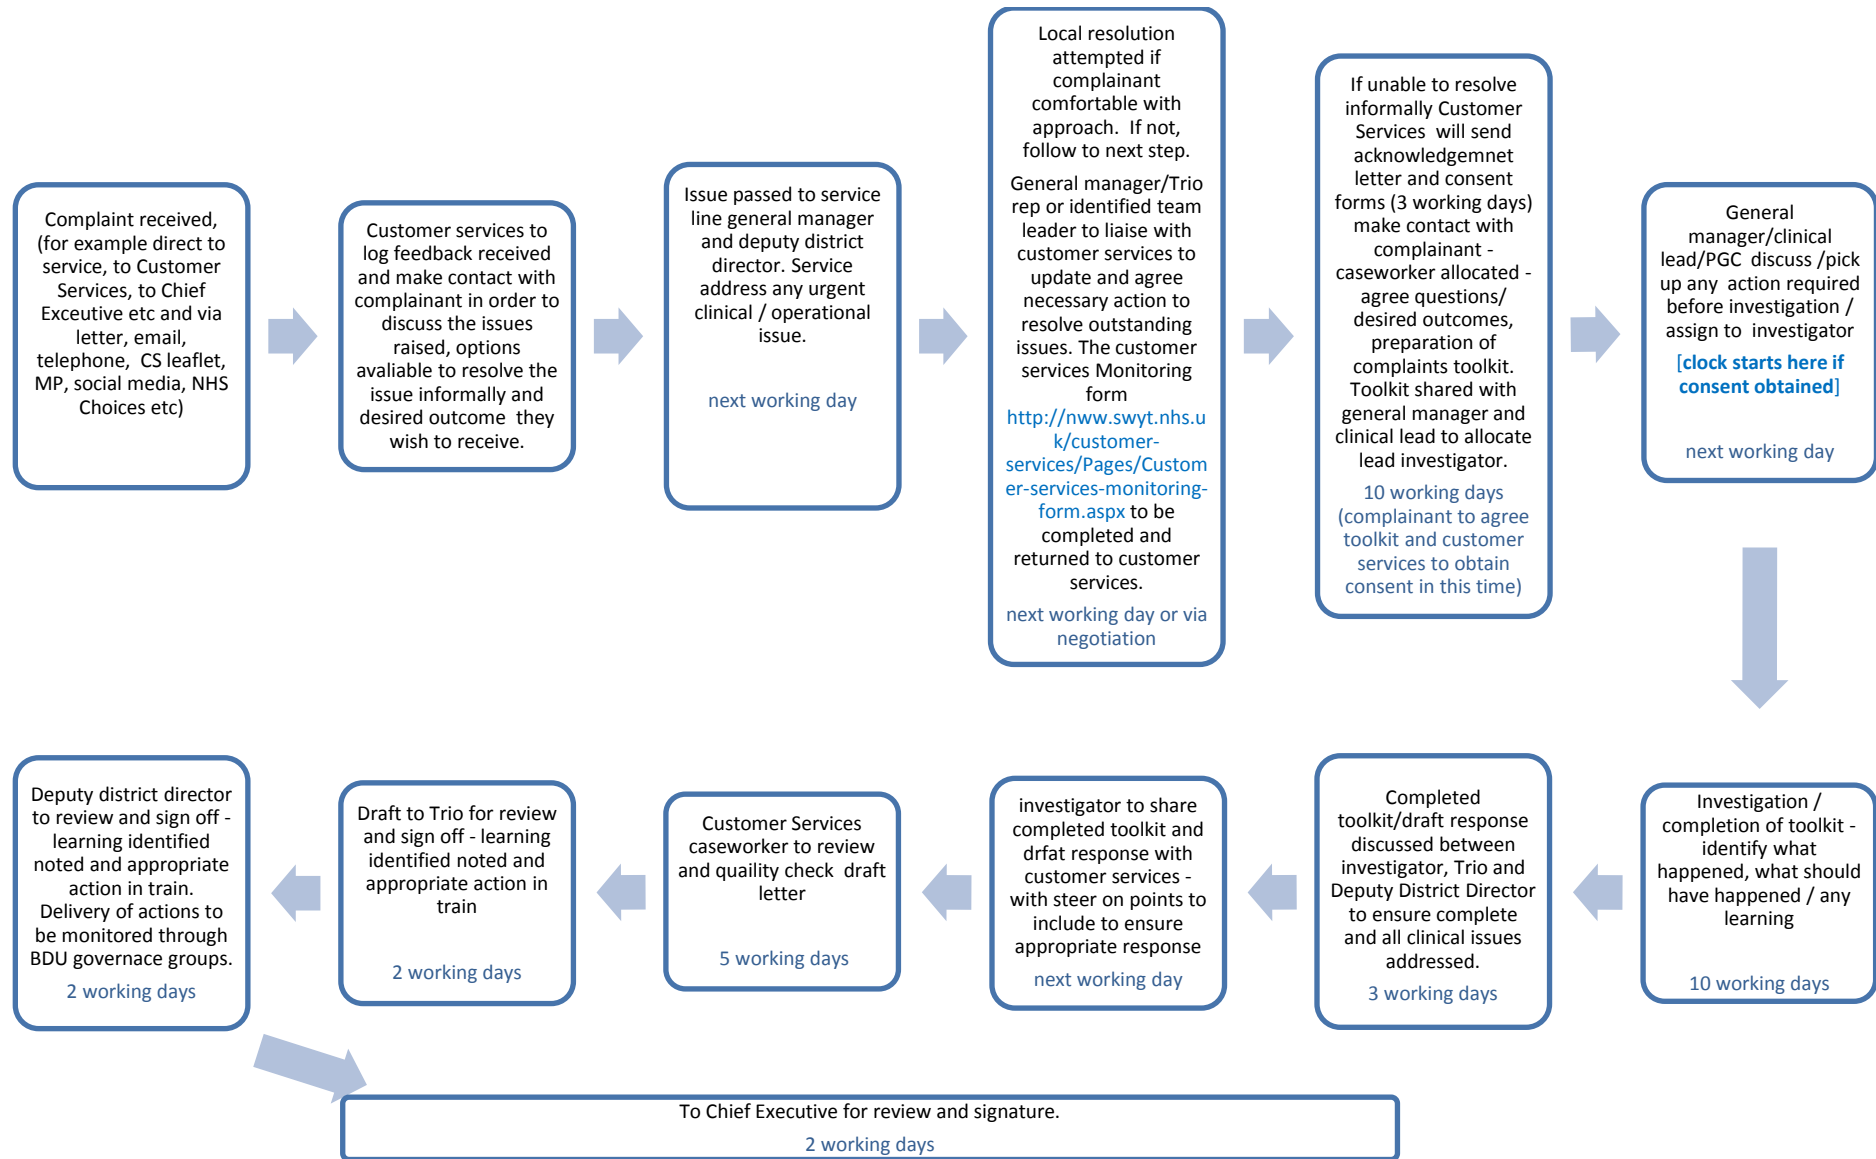 Complaint received,
(for example direct to
service, to Customer
Services, to Chief
Exceutive etc and via
letter, email,
telephone, CS leaflet,
MP, social media, NHS
Choices etc)
Customer services to
log feedback received
and make contact with
complainant in order to
discuss the issues
raised, options
avaliable to resolve the
issue informally and
desired outcome they
wish to receive.
Issue passed to service
line general manager
and deputy district
director. Service
address any urgent
clinical / operational
issue.
next working day
Local resolution
attempted if
complainant
comfortable with
approach. If not,
follow to next step.
General manager/Trio
rep or identified team
leader to liaise with
customer services to
update and agree
necessary action to
resolve outstanding
issues. The customer
services Monitoring
form
http://nww.swyt.nhs.u
k/customer-
services/Pages/Custom
er-services-monitoring-
form.aspx to be
completed and
returned to customer
services.
next working day or via
negotiation
If unable to resolve
informally Customer
Services will send
acknowledgemnet
letter and consent
forms (3 working days)
make contact with
complainant -
caseworker allocated -
agree questions/
desired outcomes,
preparation of
complaints toolkit.
Toolkit shared with
general manager and
clinical lead to allocate
lead investigator.
10 working days
(complainant to agree
toolkit and customer
services to obtain
consent in this time)
General
manager/clinical
lead/PGC discuss /pick
up any action required
before investigation /
assign to investigator
[clock starts here if
consent obtained]
next working day
Investigation /
completion of toolkit -
identify what
happened, what should
have happened / any
learning
10 working days
Completed
toolkit/draft response
discussed between
investigator, Trio and
Deputy District Director
to ensure complete
and all clinical issues
addressed.
3 working days
investigator to share
completed toolkit and
drfat response with
customer services -
with steer on points to
include to ensure
appropriate response
next working day
Customer Services
caseworker to review
and quaility check draft
letter
5 working days
Draft to Trio for review
and sign off - learning
identified noted and
appropriate action in
train
2 working days
Deputy district director
to review and sign off -
learning identified
noted and appropriate
action in train.
Delivery of actions to
be monitored through
BDU governace groups.
2 working days
To Chief Executive for review and signature.
2 working days